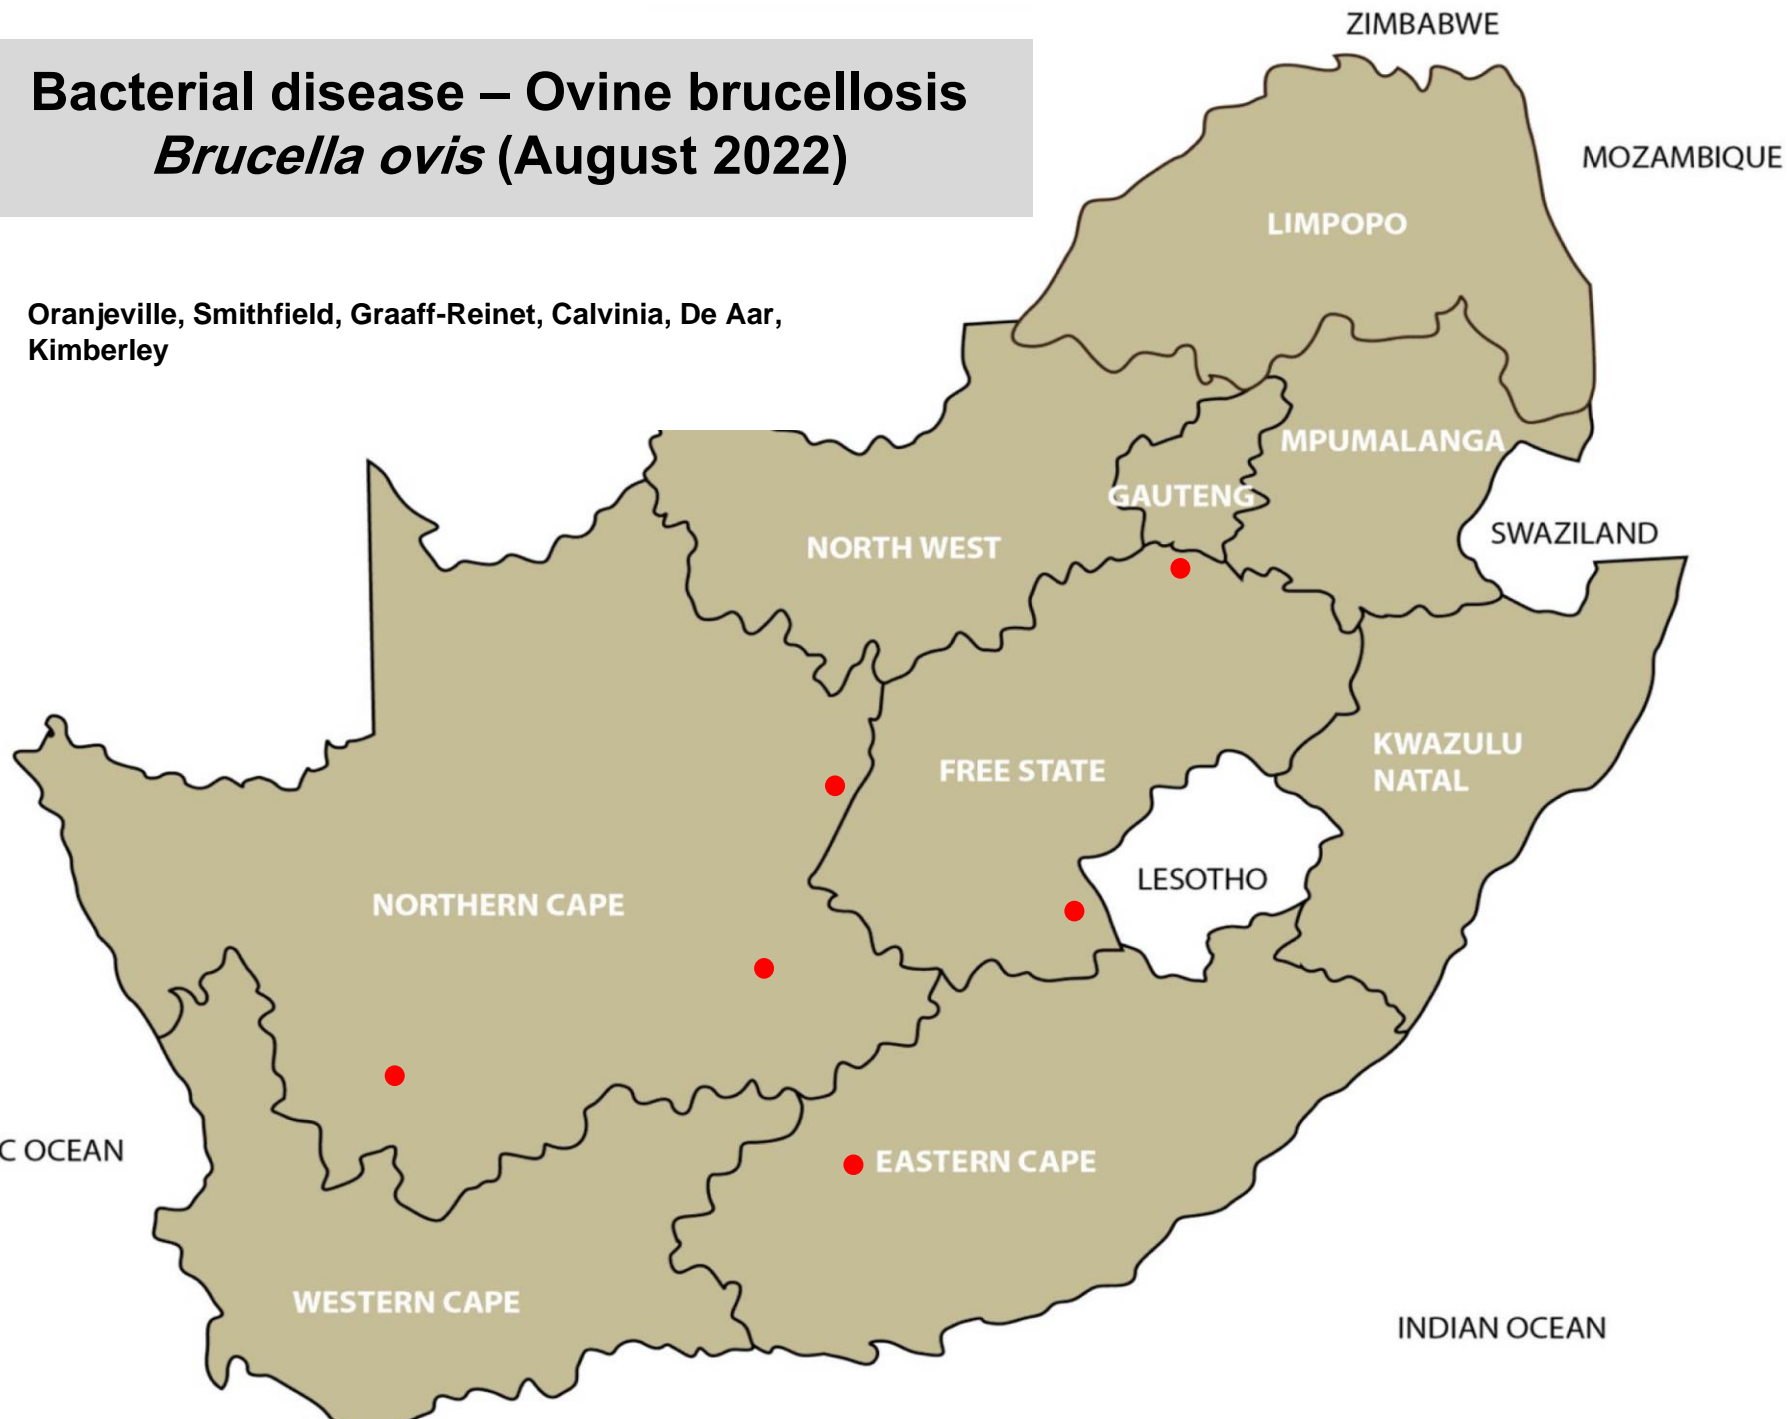 ZIMBABWE
Bacterial disease – Ovine brucellosis
Brucella ovis (August 2022)
MOZAMBIQUE
LIMPOPO
Oranjeville, Smithfield, Graaff-Reinet, Calvinia, De Aar,
Kimberley
MPUMALANGA
GAUTENG
SWAZILAND
NORTH WEST
KWAZULU
NATAL
FREE STATE
LESOTHO
NORTHERN CAPE
C OCEAN
EASTERN CAPE
WESTERN CAPE
INDIAN OCEAN